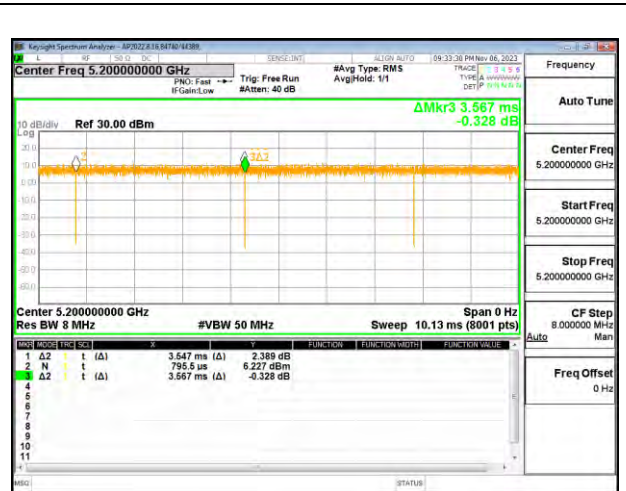 Keysight Spectrum Analyzer - AP2022.8.16,84740/44389,
L RF 50 Ω DC SENSE:INT ALIGN AUTO 09:33:30 PM Nov 06, 2023
Center Freq 5.200000000 GHz
PNO: Fast
IFGain:Low
Trig: Free Run
#Atten: 40 dB
#Avg Type: RMS
Avg|Hold: 1/1
TRACE 1 2 3 4 5 6
TYPE A
DET P N N N N N
ΔMkr3 3.567 ms
-0.328 dB
10 dB/div Ref 30.00 dBm
Log
20.0
10.0
0.00
-10.0
-20.0
-30.0
-40.0
-50.0
-60.0
3Δ2
Center 5.200000000 GHz
Span 0 Hz
Res BW 8 MHz #VBW 50 MHz Sweep 10.13 ms (8001 pts)
MKR MODE TRC SCL X Y FUNCTION FUNCTION WIDTH FUNCTION VALUE
1 Δ2 1 t (Δ) 3.547 ms (Δ) 2.389 dB
2 N 1 t 795.5 µs 6.227 dBm
3 Δ2 1 t (Δ) 3.567 ms (Δ) -0.328 dB
4
5
6
7
8
9
10
11
MSG STATUS
Frequency
Auto Tune
Center Freq
5.200000000 GHz
Start Freq
5.200000000 GHz
Stop Freq
5.200000000 GHz
CF Step
8.000000 MHz
Auto Man
Freq Offset
0 Hz